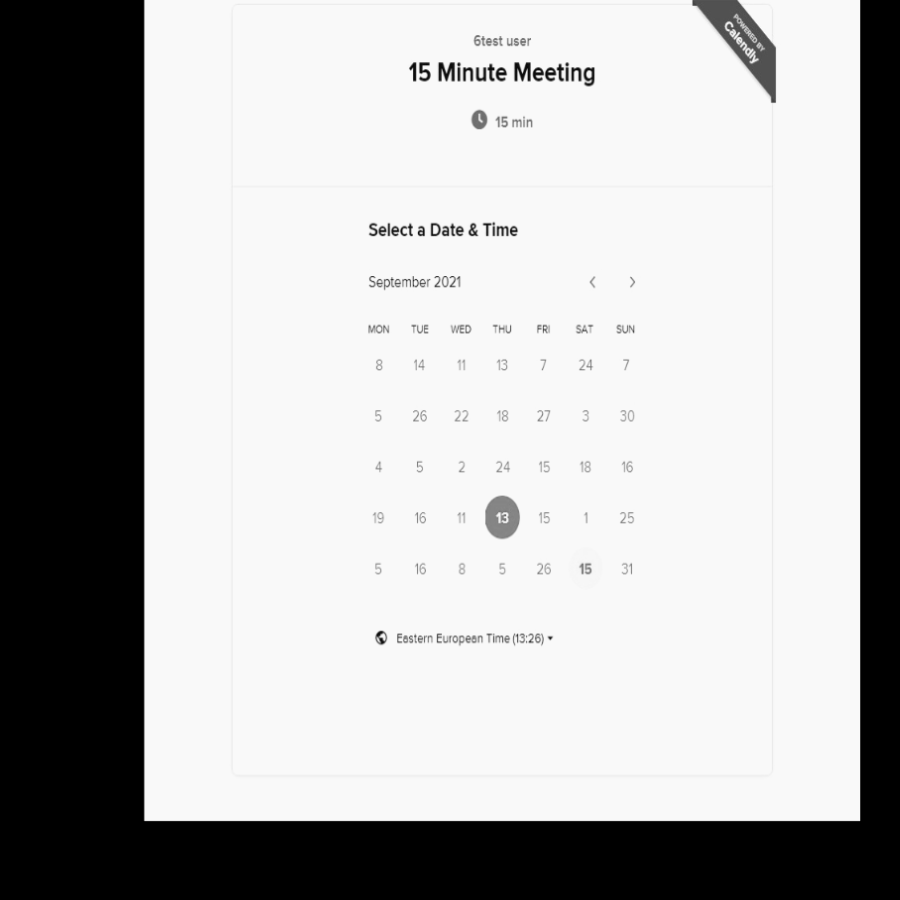 POWERED BY
Calendly
6test user
15 Minute Meeting
15 min
Select a Date & Time
September 2021
MON TUE WED THU FRI SAT SUN
8 14 11 13 7 24 7
5 26 22 18 27 3 30
4 5 2 24 15 18 16
19 16 11 13 15 1 25
5 16 8 5 26 15 31
Eastern European Time (13:26)